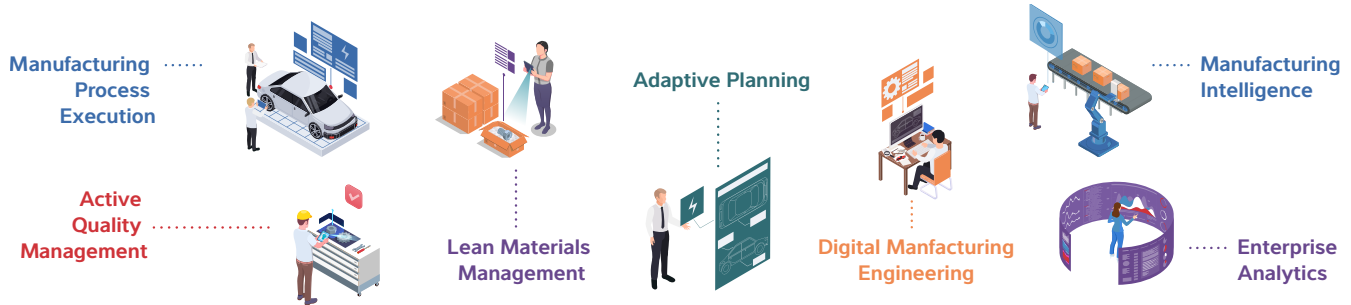 Manufacturing
Process
Execution
Active
Quality
Management
Lean Materials
Management
Adaptive Planning
Digital Manfacturing
Engineering
Manufacturing
Intelligence
Enterprise
Analytics